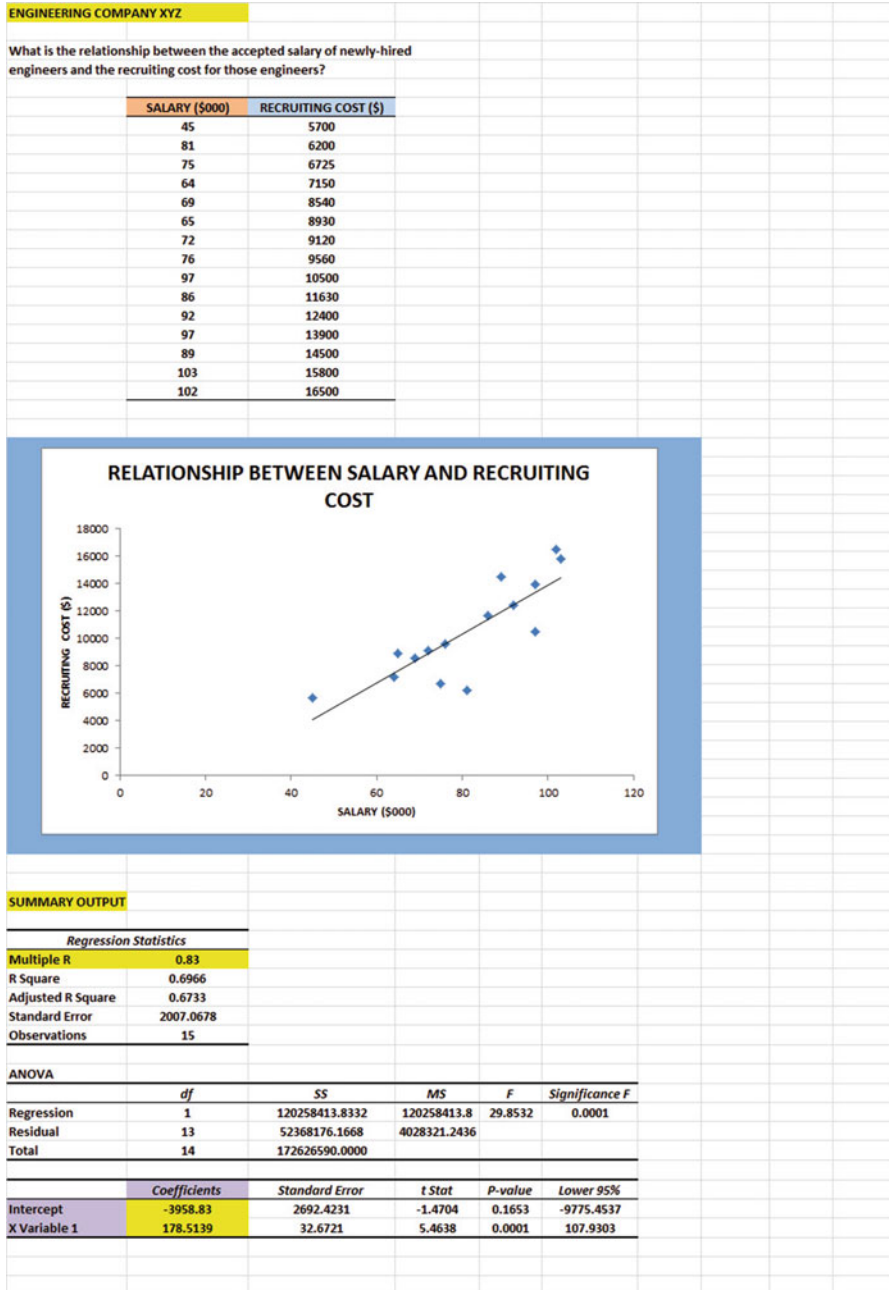 ENGINEERING COMPANY XYZ
What is the relationship between the accepted salary of newly-hired
engineers and the recruiting cost for those engineers?
SALARY ($000) RECRUITING COST ($)
45 5700
81 6200
75 6725
64 7150
69 8540
65 8930
72 9120
76 9560
97 10500
86 11630
92 12400
97 13900
89 14500
103 15800
102 16500
RELATIONSHIP BETWEEN SALARY AND RECRUITING
COST
18000
16000
14000
12000
10000
8000
6000
4000
2000
0
RECRUITING COST ($)
0 20 40 60 80 100 120
SALARY ($000)
SUMMARY OUTPUT
Regression Statistics
Multiple R 0.83
R Square 0.6966
Adjusted R Square 0.6733
Standard Error 2007.0678
Observations 15
ANOVA
df SS MS F Significance F
Regression 1 120258413.8332 120258413.8 29.8532 0.0001
Residual 13 52368176.1668 4028321.2436
Total 14 172626590.0000
Coefficients Standard Error t Stat P-value Lower 95%
Intercept -3958.83 2692.4231 -1.4704 0.1653 -9775.4537
X Variable 1 178.5139 32.6721 5.4638 0.0001 107.9303